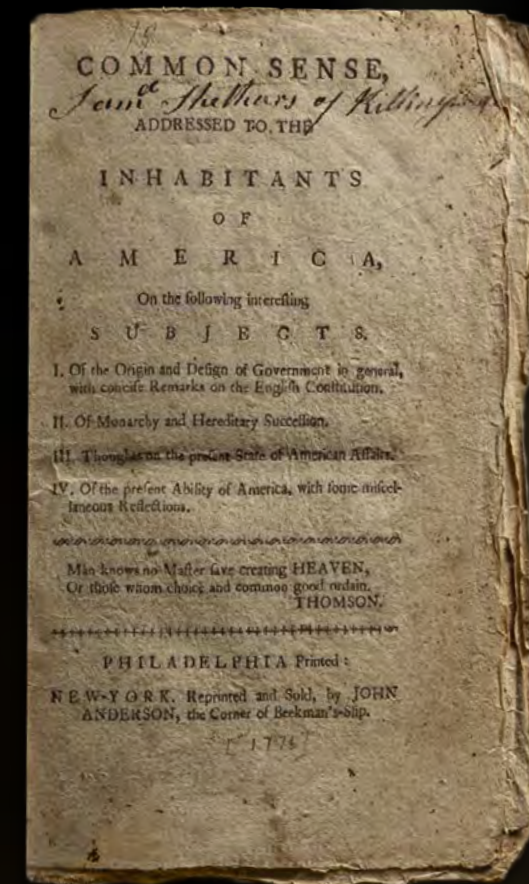 COMMON SENSE,
of
ADDRESSED TO THE
INHABITANTS
OF
AMERICA,
On the following intereſting
SUBJECTS.
I. Of the Origin and Deſign of Government in general,
with conciſe Remarks on the Engliſh Conſtitution.
II. Of Monarchy and Hereditary Succeſſion.
III. Thoughts on the preſent State of American Affairs.
IV. Of the preſent Ability of America, with ſome miſcel-
laneous Reflections.
Man knows no Maſter ſave creating HEAVEN,
Or thoſe whom choice and common good ordain.
THOMSON.
PHILADELPHIA Printed:
NEW-YORK, Reprinted and Sold, by JOHN
ANDERSON, the Corner of Beekman's-Slip.
[1776]